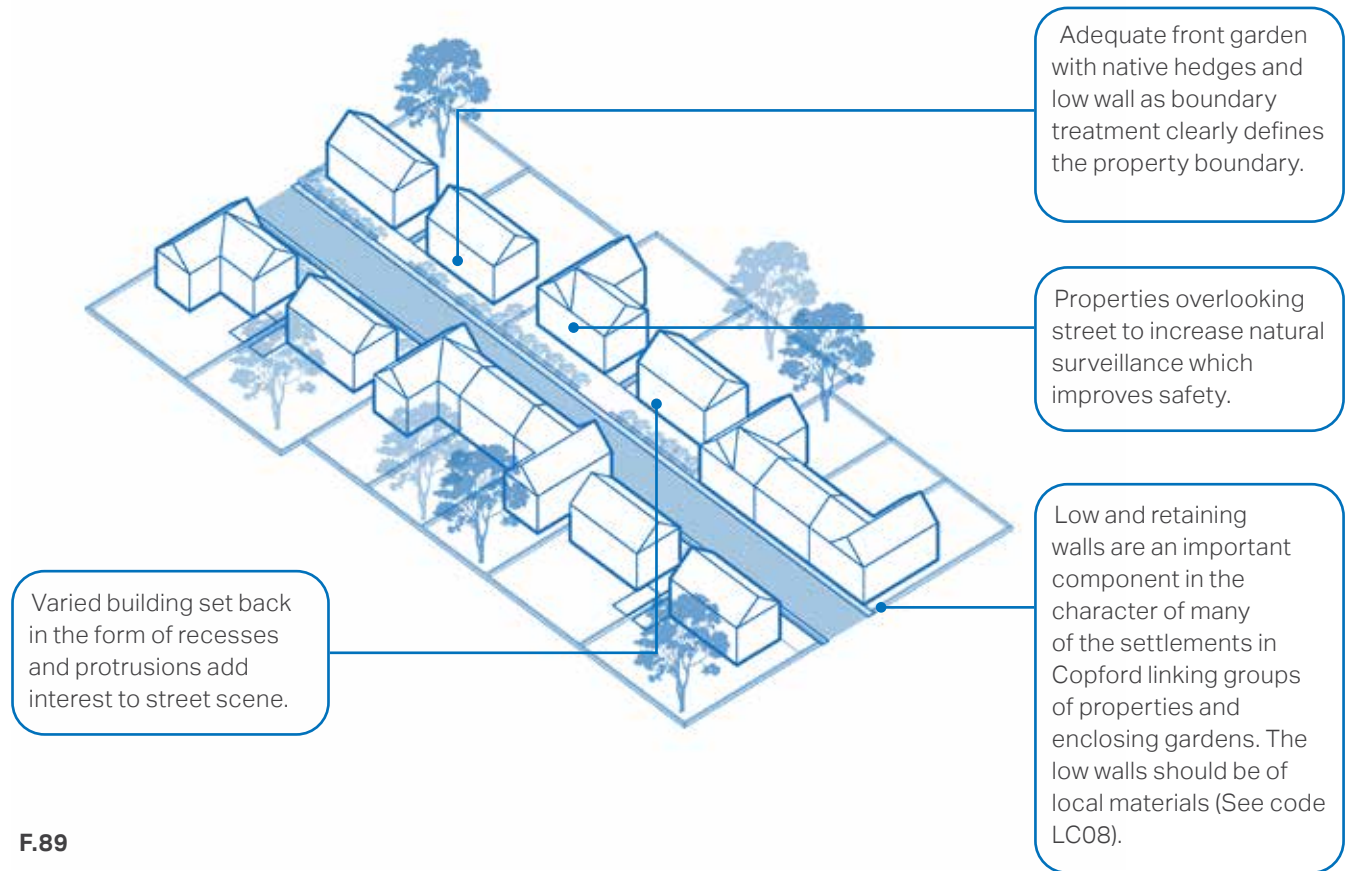 Adequate front garden
with native hedges and
low wall as boundary
treatment clearly defines
the property boundary.
Properties overlooking
street to increase natural
surveillance which
improves safety.
Low and retaining
walls are an important
component in the
character of many
of the settlements in
Copford linking groups
of properties and
enclosing gardens. The
low walls should be of
local materials (See code
LC08).
Varied building set back
in the form of recesses
and protrusions add
interest to street scene.
F.89